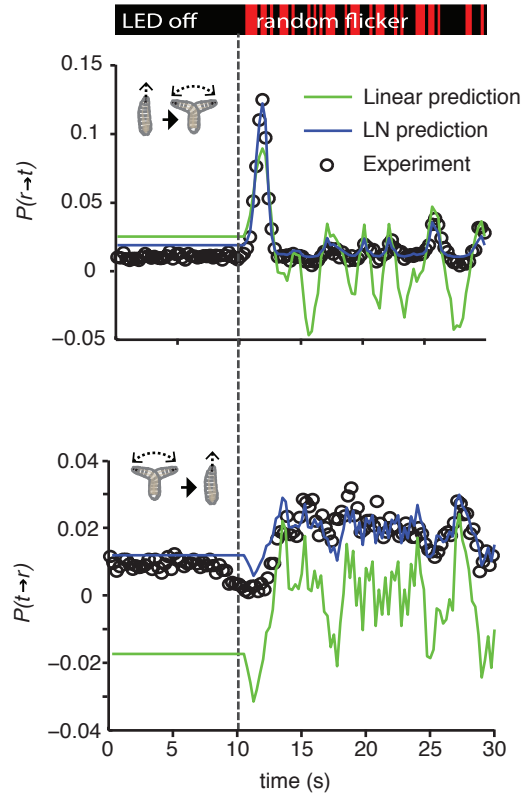 LED off random flicker
0.15
0.1
0.05
0
−0.05
P(r→t)
Linear prediction
LN prediction
Experiment
0.04
0.02
0
−0.02
−0.04
P(t→r)
0 5 10 15 20 25 30
time (s)